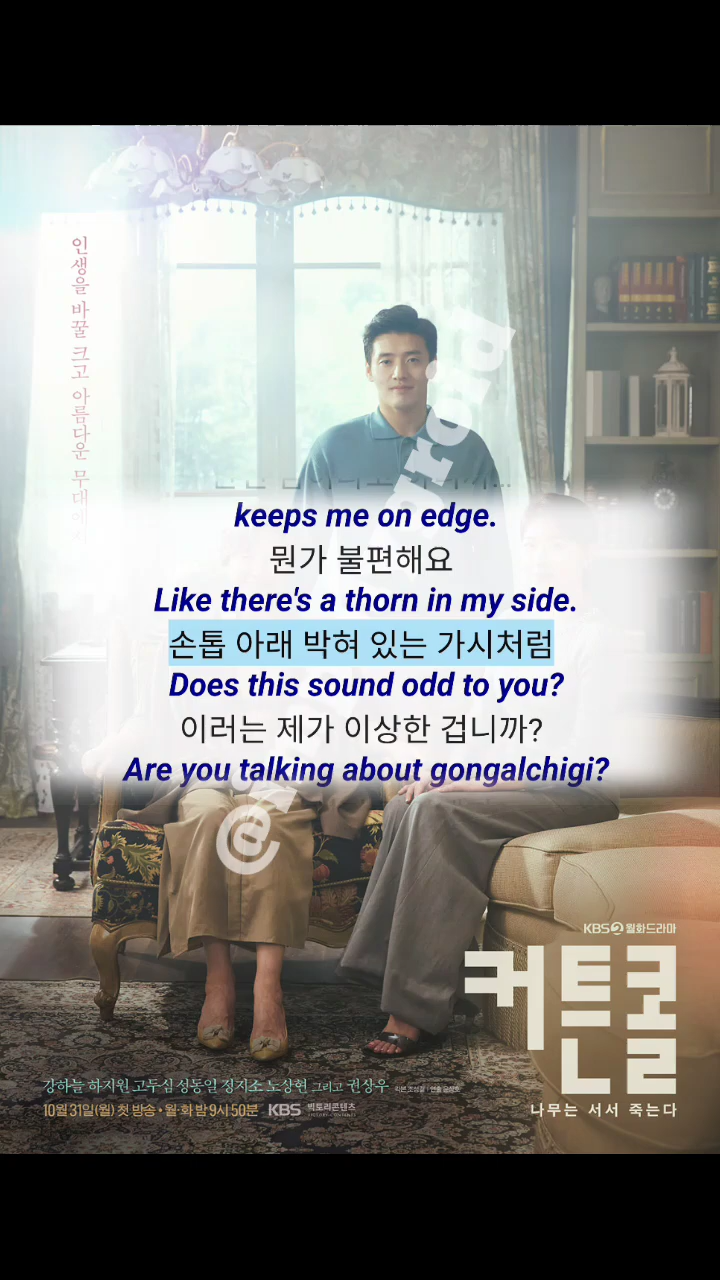 인생을 바꿀 크고 아름다운 무대
keeps me on edge.
뭔가 불편해요
Like there's a thorn in my side.
손톱 아래 박혀 있는 가시처럼
Does this sound odd to you?
이러는 제가 이상한 겁니까?
Are you talking about gongalchigi?
KBS2 월화드라마
커튼콜
나무는 서서 죽는다
강하늘 하지원 고두심 성동일 정지소 노상현 그리고 권상우
10월 31일(월) 첫 방송 • 월·화 밤 9시 50분 KBS 빅토리콘텐츠